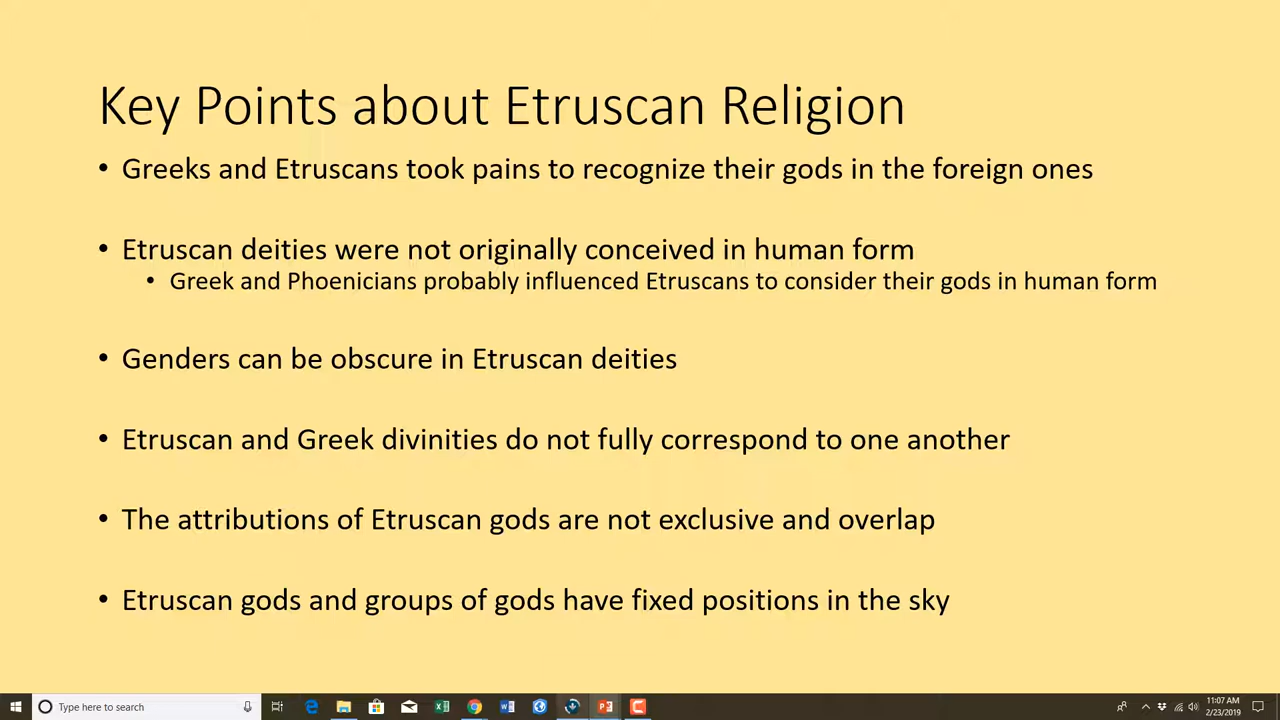 Key Points about Etruscan Religion
• Greeks and Etruscans took pains to recognize their gods in the foreign ones
• Etruscan deities were not originally conceived in human form
• Greek and Phoenicians probably influenced Etruscans to consider their gods in human form
• Genders can be obscure in Etruscan deities
• Etruscan and Greek divinities do not fully correspond to one another
• The attributions of Etruscan gods are not exclusive and overlap
• Etruscan gods and groups of gods have fixed positions in the sky
Type here to search
11:07 AM
2/23/2019